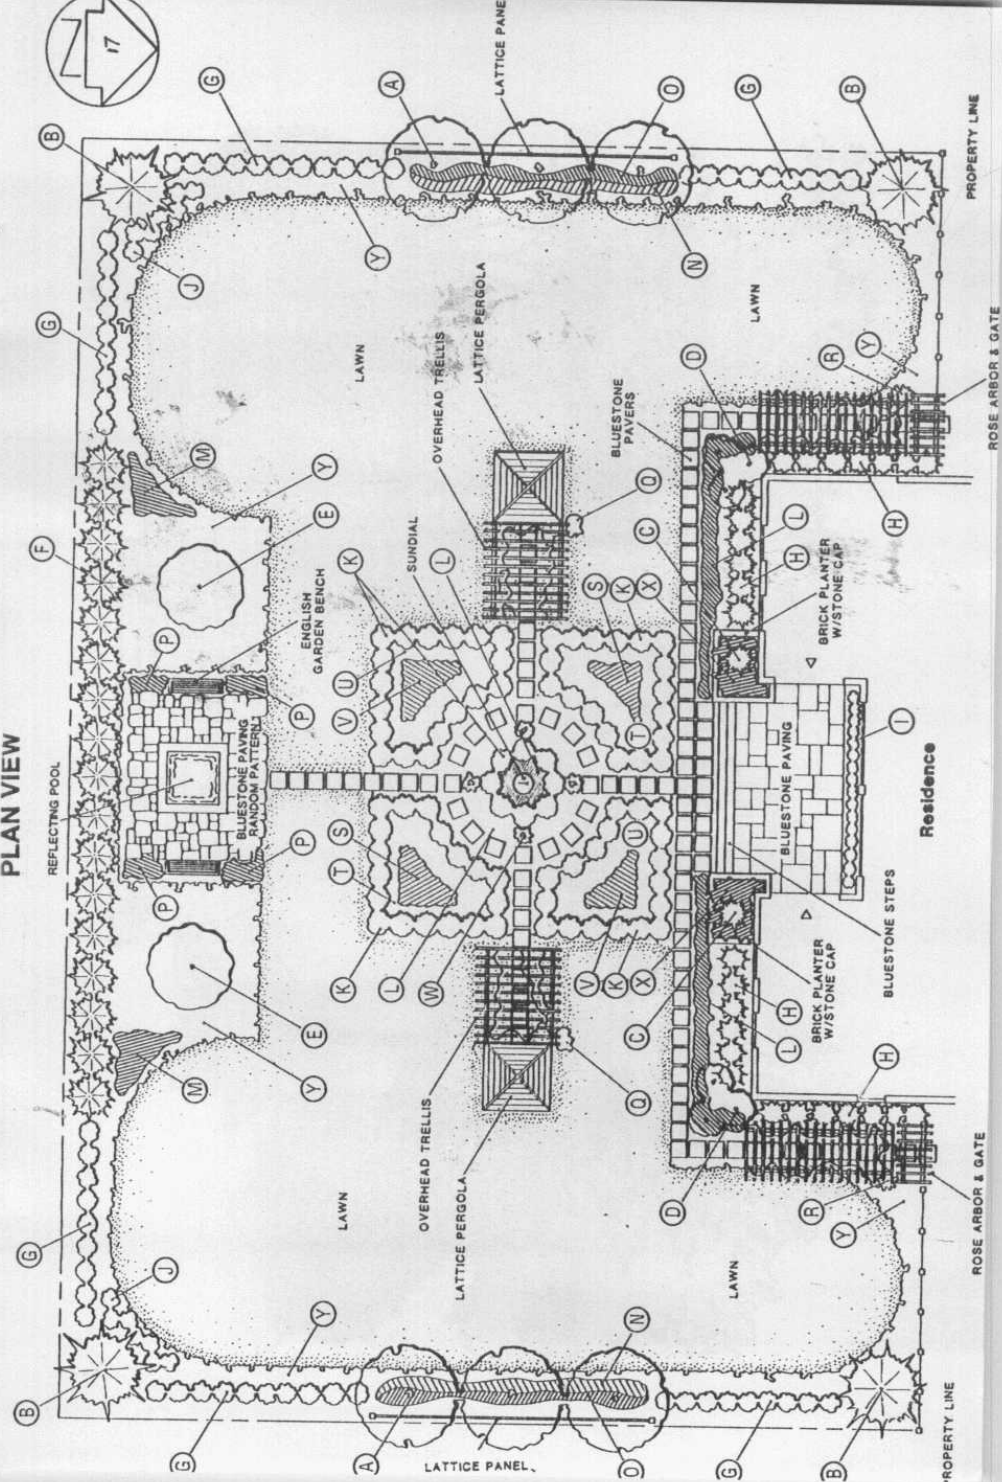 PLAN VIEW
B
G
REFLECTING POOL
F
G
B
17
J
P
P
G
M
J
M
G
BLUESTONE PAVING
RANDOM PATTERN
P
P
E
E
Y
Y
Y
Y
ENGLISH
GARDEN BENCH
K
T
S
U
V
K
LAWN
LAWN
A
A
SUNDIAL
L
W
L
OVERHEAD TRELLIS
OVERHEAD TRELLIS
LATTICE PANEL
LATTICE PERGOLA
LATTICE PERGOLA
LATTICE PANE
V
K
X
U
S
K
X
T
C
C
Q
Q
BLUESTONE
PAVERS
O
N
N
O
D
D
G
LAWN
LAWN
G
L
H
H
L
BLUESTONE PAVING
BRICK PLANTER
W/STONE CAP
BRICK PLANTER
W/STONE CAP
R
R
B
Y
Y
B
H
H
BLUESTONE STEPS
I
Residence
PROPERTY LINE
PROPERTY LINE
ROSE ARBOR & GATE
ROSE ARBOR & GATE